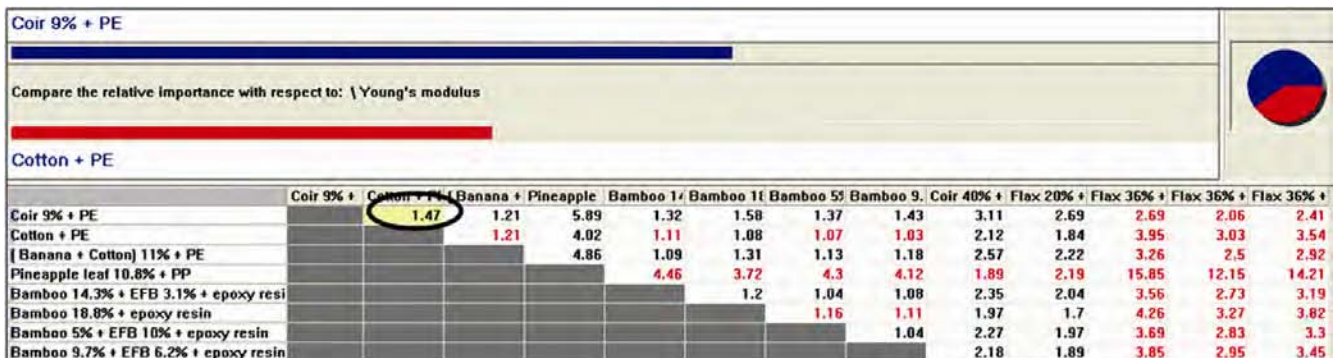 Coir 9% + PE
Compare the relative importance with respect to: \ Young's modulus
Cotton + PE
Coir 9% + Banana + Pineapple Bamboo 14 Bamboo 18 Bamboo 5% Bamboo 9. Coir 40% + Flax 20% + Flax 36% + Flax 36% + Flax 36% +
Coir 9% + PE 1.47 1.21 5.89 1.32 1.58 1.37 1.43 3.11 2.69 2.69 2.06 2.41
Cotton + PE 1.21 4.02 1.11 1.08 1.07 1.03 2.12 1.84 3.95 3.03 3.54
( Banana + Cotton) 11% + PE 4.86 1.09 1.31 1.13 1.18 2.57 2.22 3.26 2.5 2.92
Pineapple leaf 10.8% + PP 4.46 3.72 4.3 4.12 1.89 2.19 15.85 12.15 14.21
Bamboo 14.3% + EFB 3.1% + epoxy resi 1.2 1.04 1.08 2.35 2.04 3.56 2.73 3.19
Bamboo 18.8% + epoxy resin 1.16 1.11 1.97 1.7 4.26 3.27 3.82
Bamboo 5% + EFB 10% + epoxy resin 1.04 2.27 1.97 3.69 2.83 3.3
Bamboo 9.7% + EFB 6.2% + epoxy resin 2.18 1.89 3.85 2.95 3.45